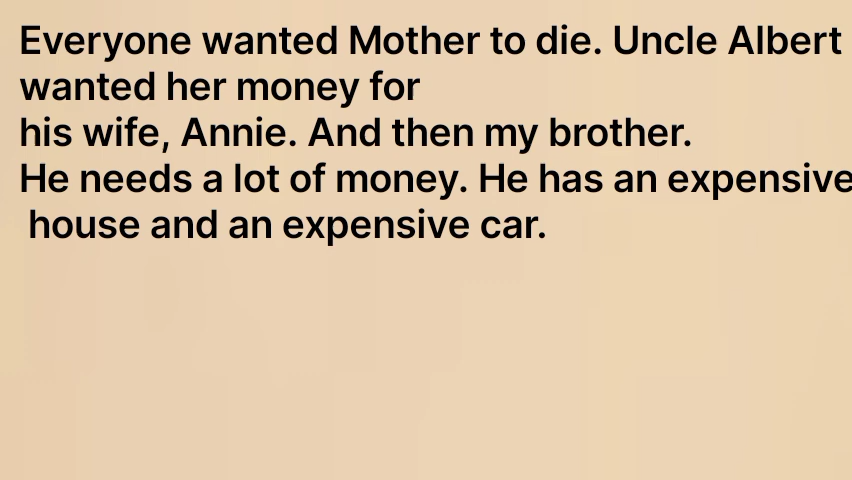 Everyone wanted Mother to die. Uncle Albert
wanted her money for
his wife, Annie. And then my brother.
He needs a lot of money. He has an expensive
house and an expensive car.